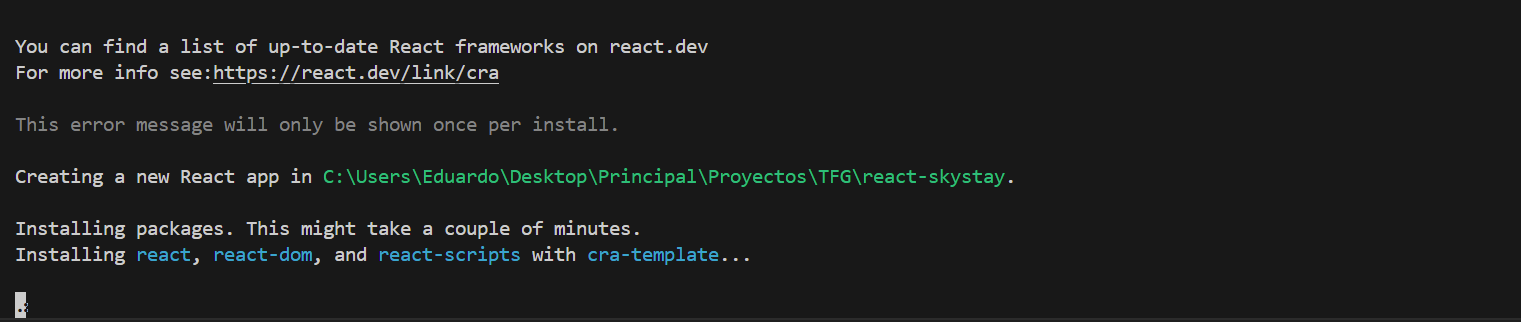 You can find a list of up-to-date React frameworks on react.dev
For more info see:https://react.dev/link/cra
This error message will only be shown once per install.
Creating a new React app in C:\Users\Eduardo\Desktop\Principal\Proyectos\TFG\react-skystay.
Installing packages. This might take a couple of minutes.
Installing react, react-dom, and react-scripts with cra-template...